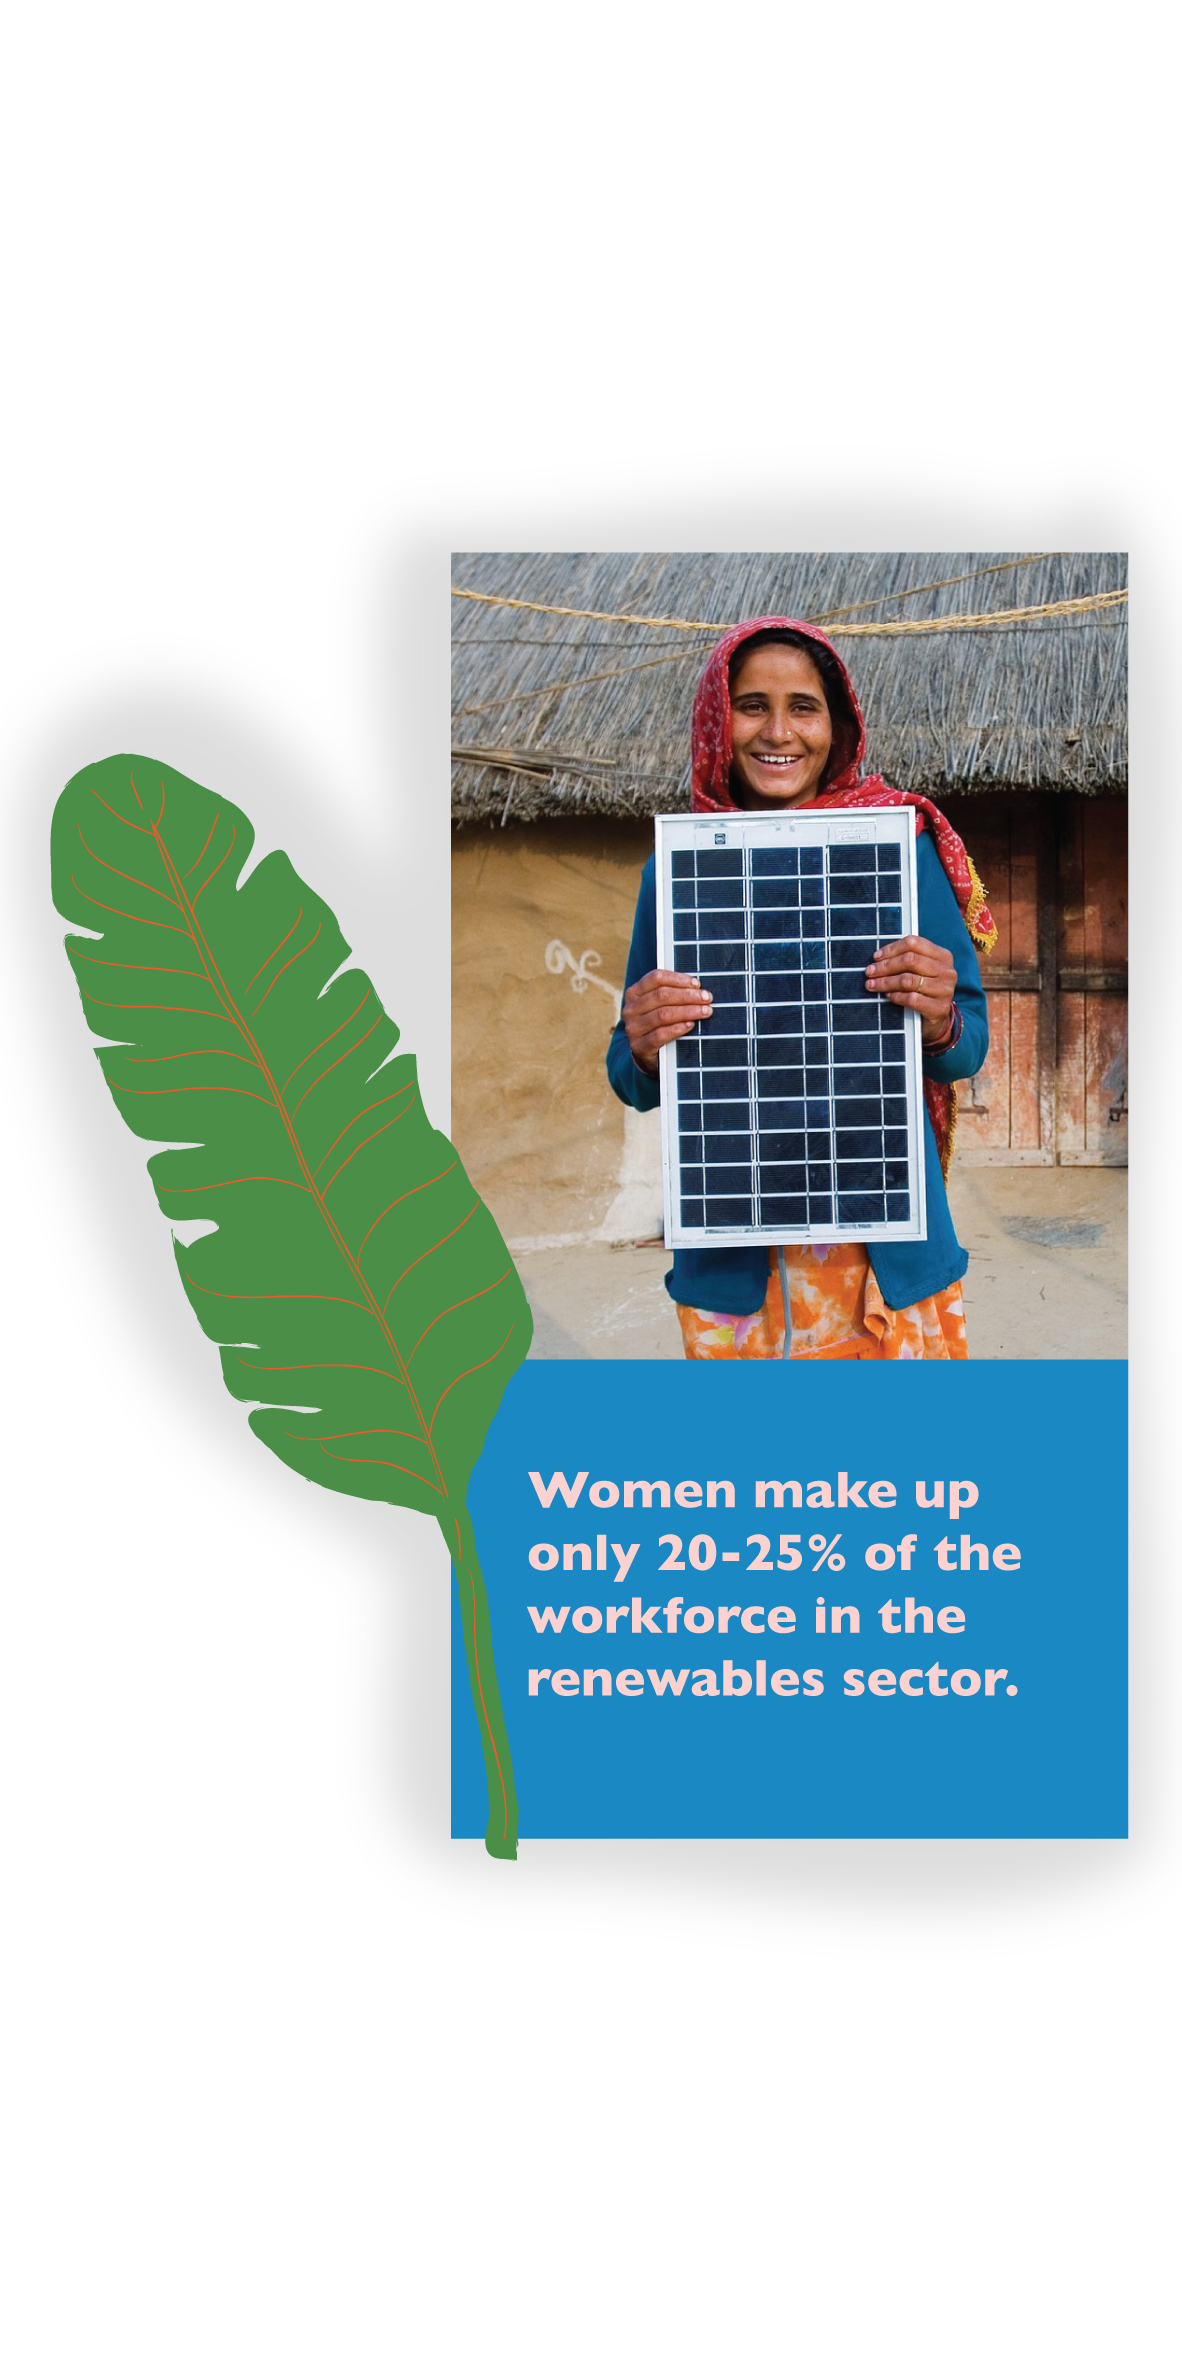 Women make up
only 20-25% of the
workforce in the
renewables sector.